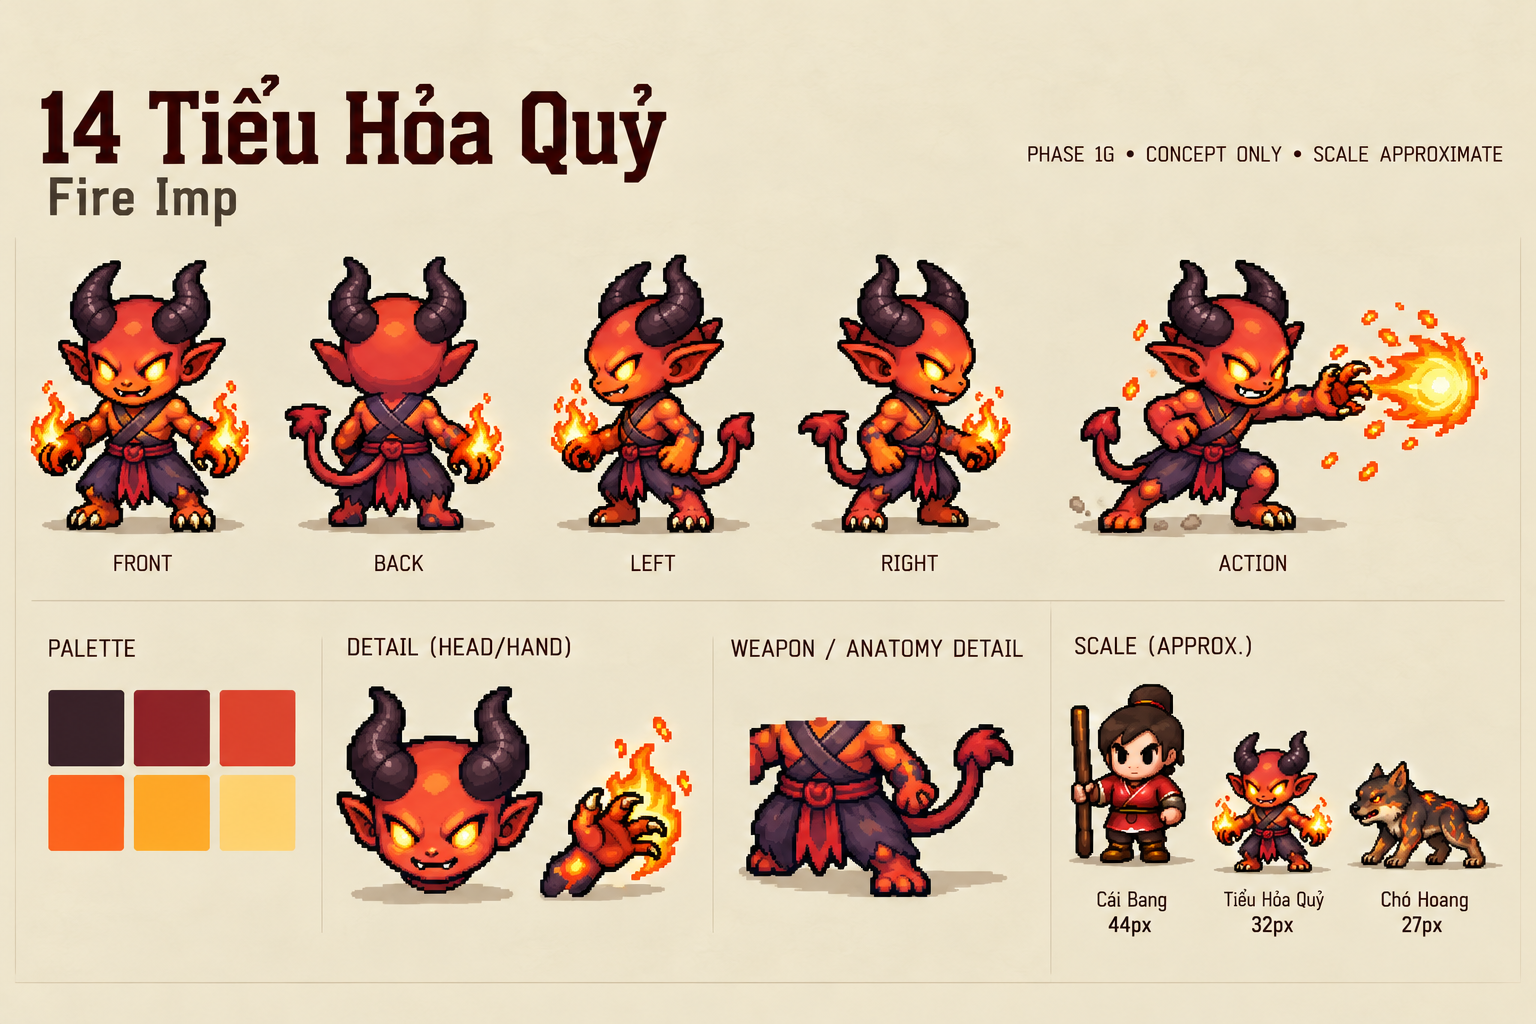 14 Tiểu Hỏa Quỷ
Fire Imp
PHASE 1G • CONCEPT ONLY • SCALE APPROXIMATE
FRONT
BACK
LEFT
RIGHT
ACTION
PALETTE
DETAIL (HEAD/HAND)
WEAPON / ANATOMY DETAIL
SCALE (APPROX.)
Cái Bang
44px
Tiểu Hỏa Quỷ
32px
Chó Hoang
27px